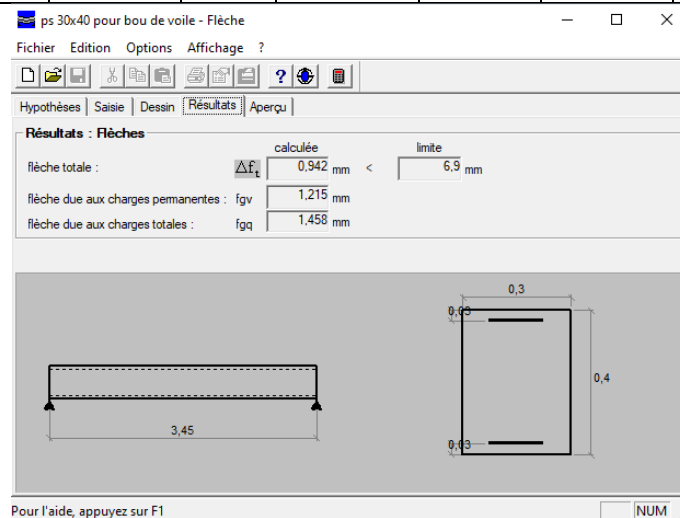 ps 30x40 pour bou de voile - Flèche
Fichier Edition Options Affichage ?
Hypothèses Saisie Dessin Résultats Aperçu
Résultats : Flèches
calculée limite
flèche totale : Δft 0,942 mm < 6,9 mm
flèche due aux charges permanentes : fgv 1,215 mm
flèche due aux charges totales : fgq 1,458 mm
0,3
0,03
0,4
3,45
0,03
Pour l'aide, appuyez sur F1 NUM